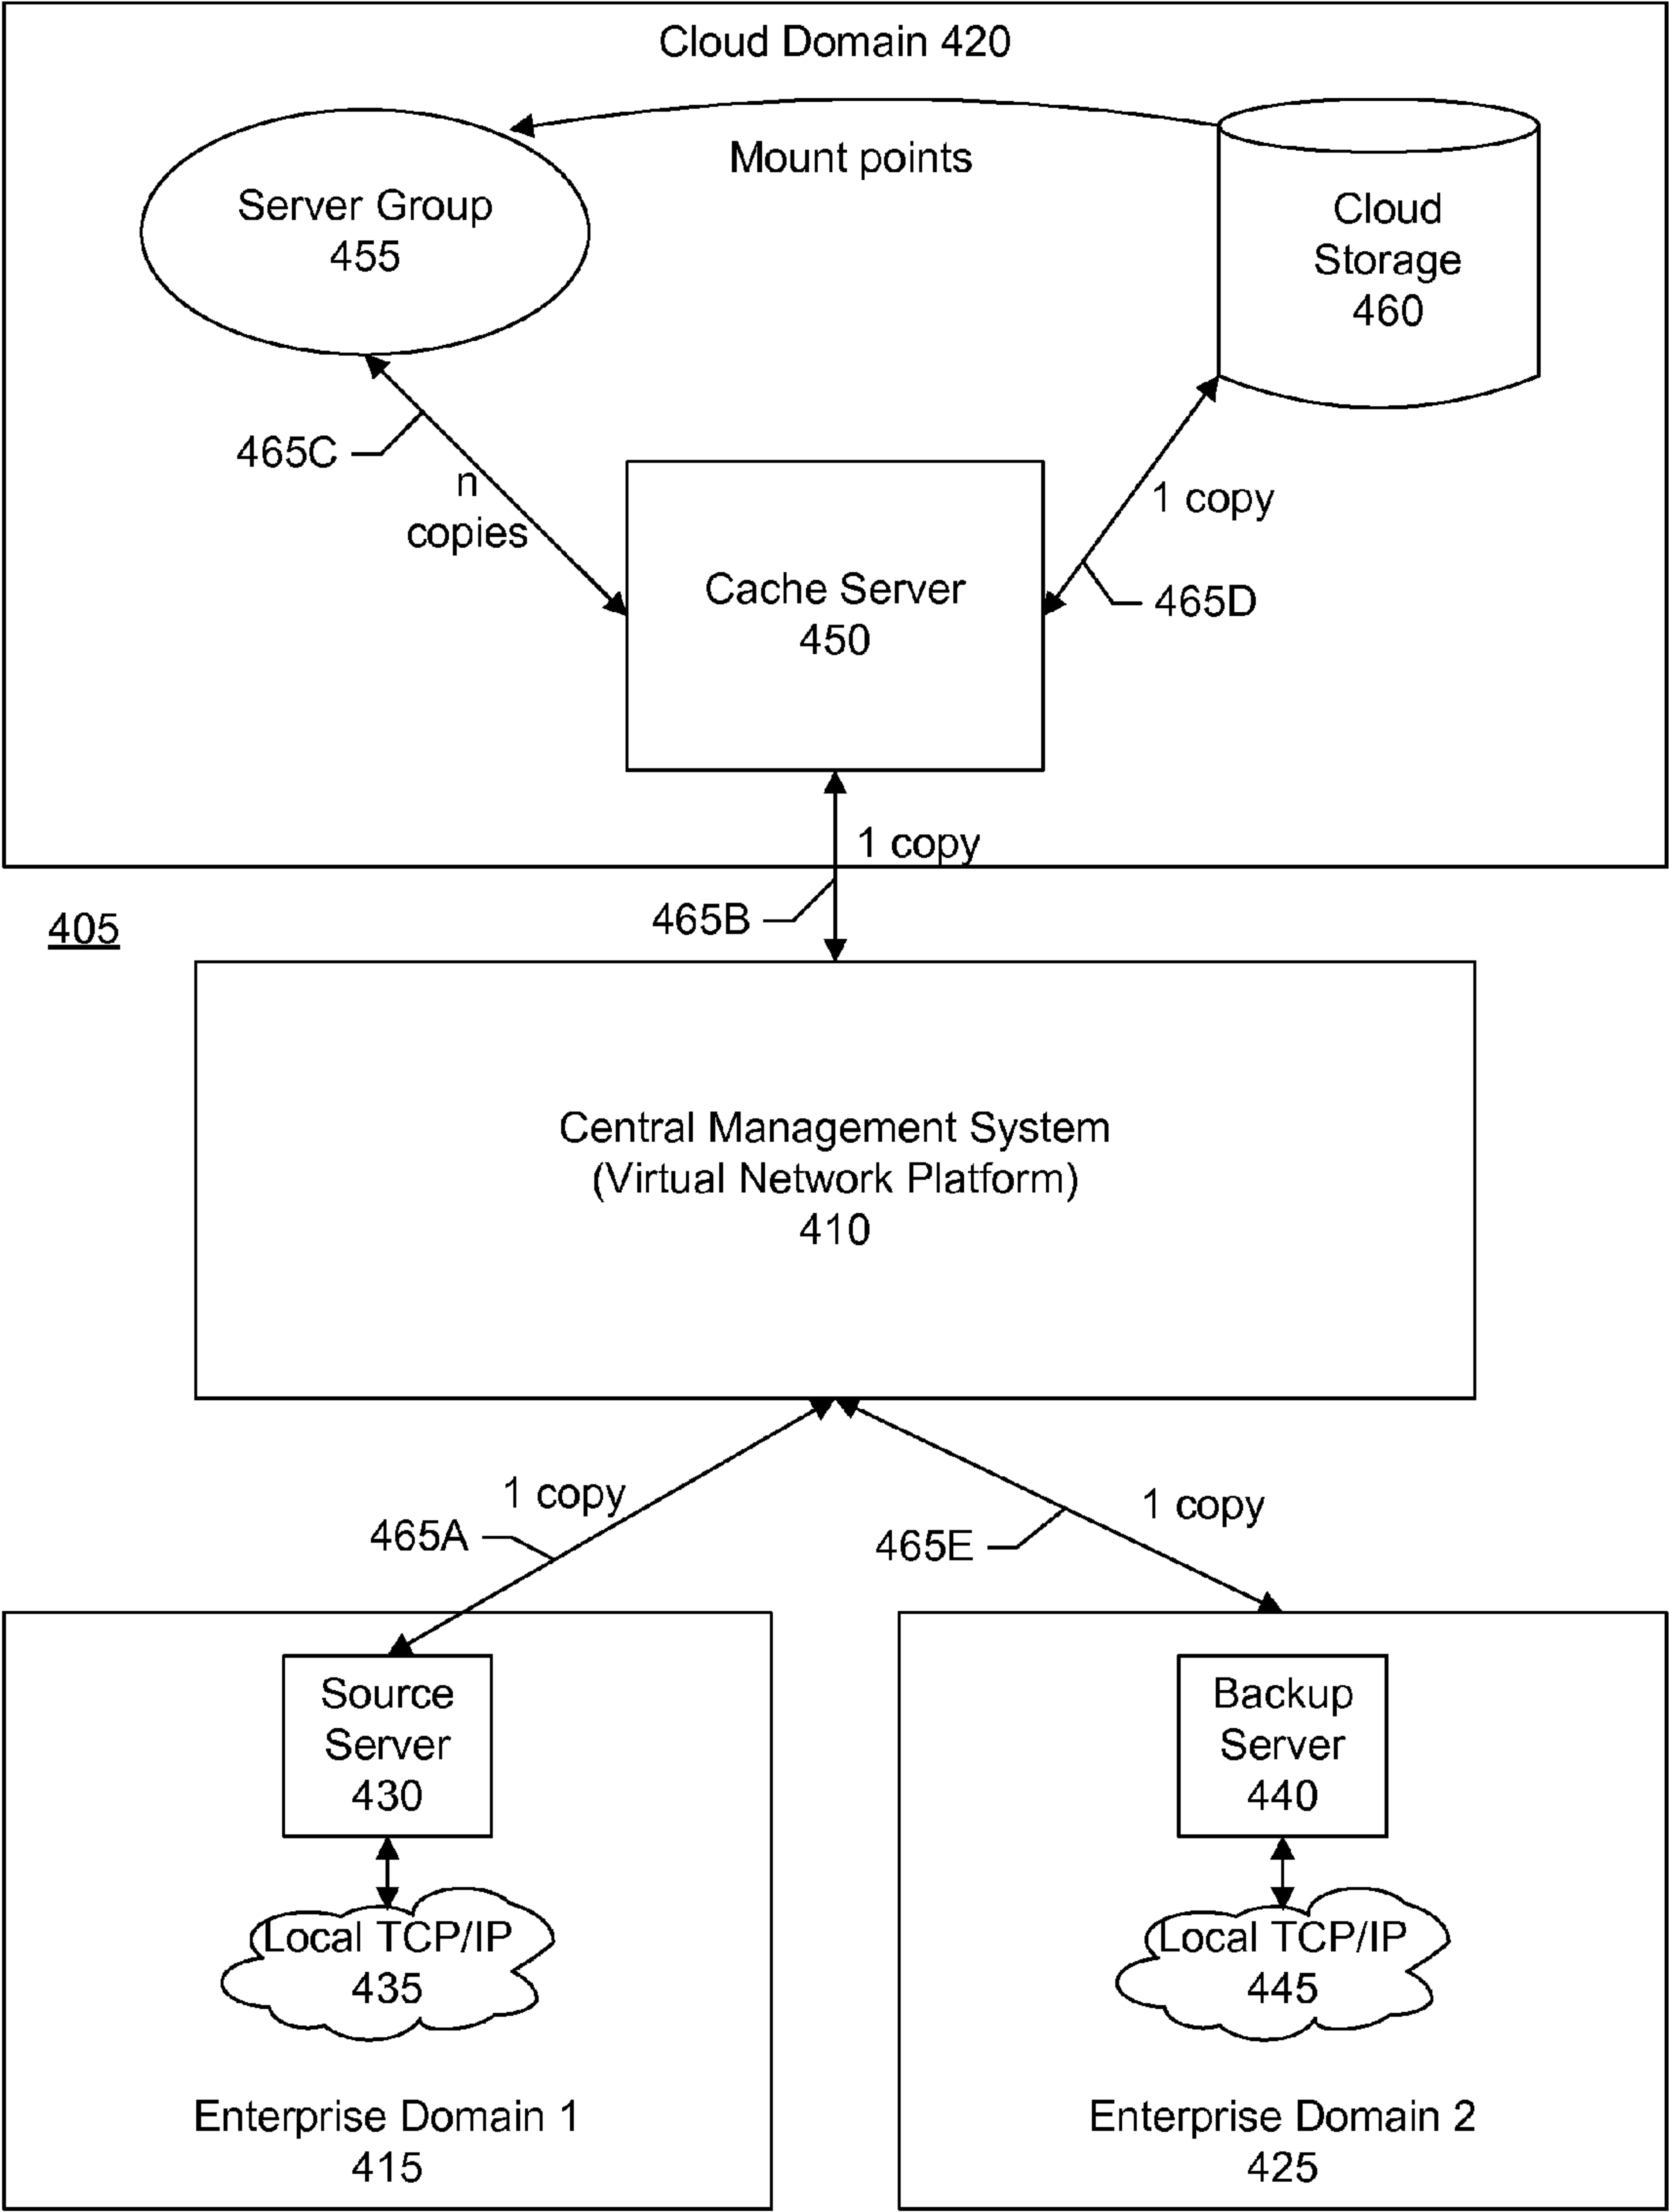 Cloud Domain 420
Mount points
Server Group
455
Cloud
Storage
460
465C
n
copies
1 copy
465D
Cache Server
450
1 copy
465B
405
Central Management System
(Virtual Network Platform)
410
1 copy
465A
1 copy
465E
Source
Server
430
Local TCP/IP
435
Enterprise Domain 1
415
Backup
Server
440
Local TCP/IP
445
Enterprise Domain 2
425